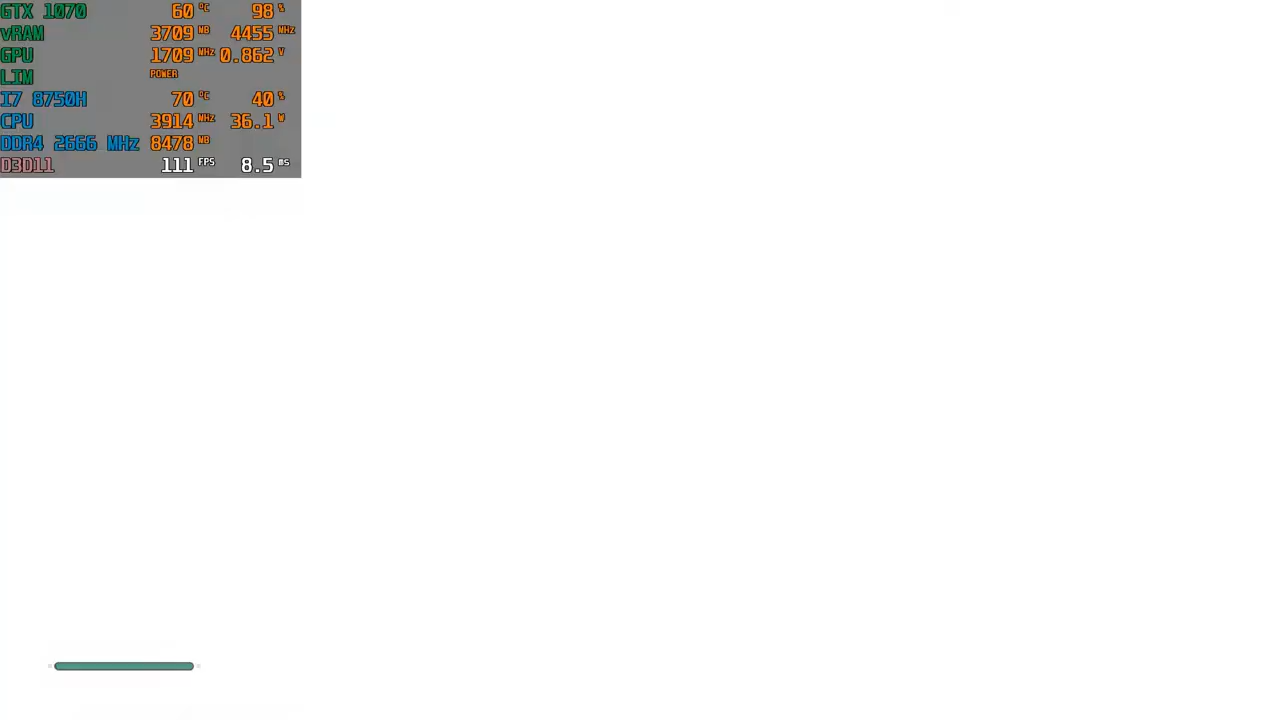 GTX 1070 60 °C 98 %
vRAM 3709 MB 4455 MHz
GPU 1709 MHz 0.862 V
LIM POWER
I7 8750H 70 °C 40 %
CPU 3914 MHz 36.1 W
DDR4 2666 MHz 8478 MB
D3D11 111 FPS 8.5 ms